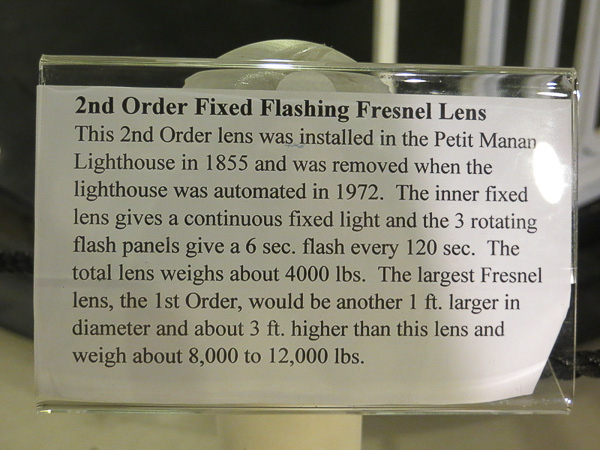 2nd Order Fixed Flashing Fresnel Lens
This 2nd Order lens was installed in the Petit Manan
Lighthouse in 1855 and was removed when the
lighthouse was automated in 1972. The inner fixed
lens gives a continuous fixed light and the 3 rotating
flash panels give a 6 sec. flash every 120 sec. The
total lens weighs about 4000 lbs. The largest Fresnel
lens, the 1st Order, would be another 1 ft. larger in
diameter and about 3 ft. higher than this lens and
weigh about 8,000 to 12,000 lbs.